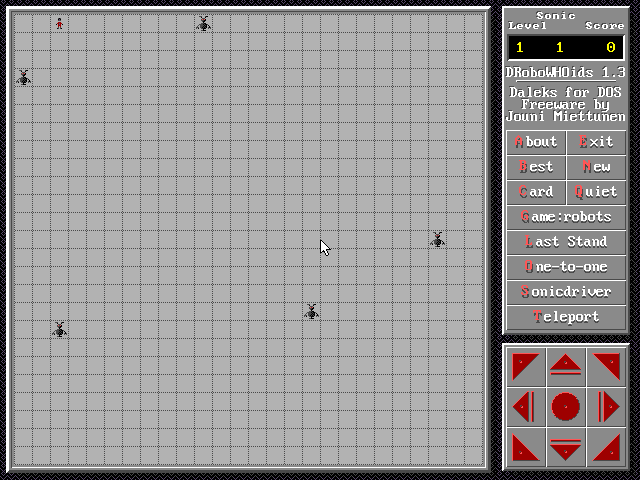 Sonic
Level Score
1 1 0
DRoboWHOids 1.3
Daleks for DOS
Freeware by
Jouni Miettunen
About Exit
Best New
Card Quiet
Game:robots
Last Stand
One-to-one
Sonicdriver
Teleport